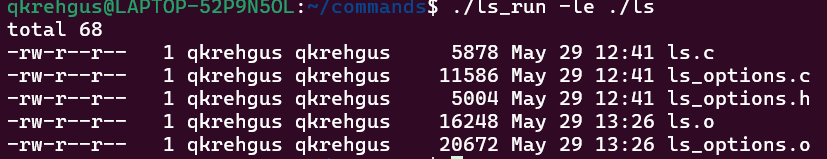 qkrehgus@LAPTOP-52P9N5OL:~/commands$ ./ls_run -le ./ls
total 68
-rw-r--r--   1 qkrehgus qkrehgus     5878 May 29 12:41 ls.c
-rw-r--r--   1 qkrehgus qkrehgus    11586 May 29 12:41 ls_options.c
-rw-r--r--   1 qkrehgus qkrehgus     5004 May 29 12:41 ls_options.h
-rw-r--r--   1 qkrehgus qkrehgus    16248 May 29 13:26 ls.o
-rw-r--r--   1 qkrehgus qkrehgus    20672 May 29 13:26 ls_options.o